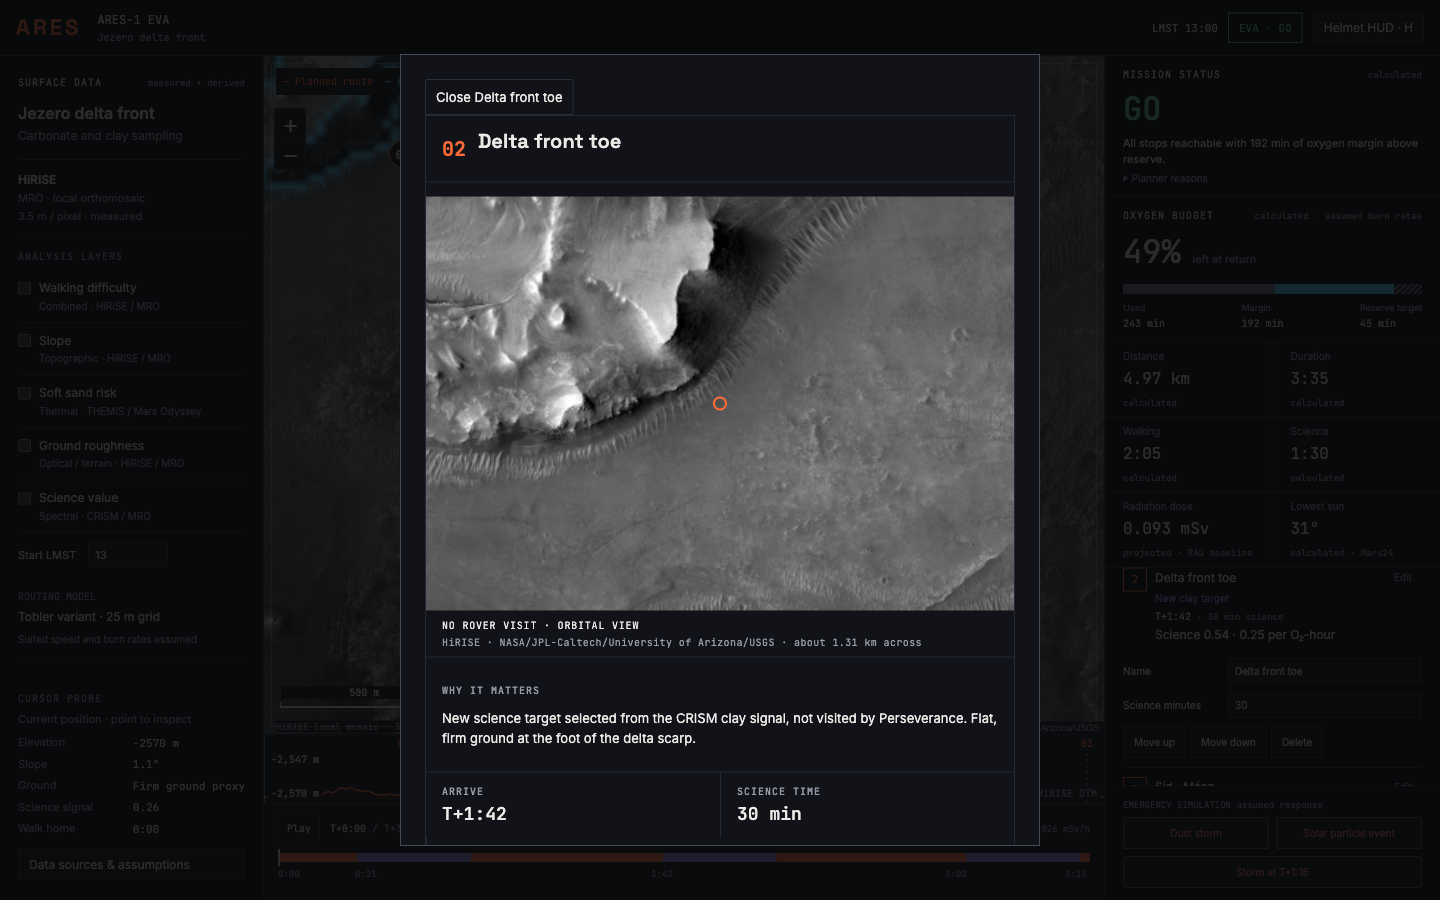 ARES
ARES-1 EVA
Jezero delta front
LMST 13:00
EVA · GO
Helmet HUD · H
SURFACE DATA
measured + derived
Jezero delta front
Carbonate and clay sampling
HiRISE
MRO · local orthomosaic
3.5 m / pixel · measured
ANALYSIS LAYERS
Walking difficulty
Combined · HiRISE / MRO
Slope
Topographic · HiRISE / MRO
Soft sand risk
Thermal · THEMIS / Mars Odyssey
Ground roughness
Optical / terrain · HiRISE / MRO
Science value
Spectral · CRISM / MRO
Start LMST
13
ROUTING MODEL
Tobler variant · 25 m grid
Suited speed and burn rates assumed
CURSOR PROBE
Current position · point to inspect
Elevation
-2570 m
Slope
1.1°
Ground
Firm ground proxy
Science signal
0.26
Walk home
0:00
Data sources & assumptions
— Planned route
+
−
500 m
HiRISE local mosaic
-2,547 m
-2,570 m
Play
T+0:00
0:00
0:21
1:42
3:02
3:35
Close Delta front toe
02
Delta front toe
NO ROVER VISIT · ORBITAL VIEW
HiRISE · NASA/JPL-Caltech/University of Arizona/USGS · about 1.31 km across
WHY IT MATTERS
New science target selected from the CRISM clay signal, not visited by Perseverance. Flat,
firm ground at the foot of the delta scarp.
ARRIVE
T+1:42
SCIENCE TIME
30 min
Arizona/USGS
03
HiRISE DTM
026 mSv/h
MISSION STATUS
calculated
GO
All stops reachable with 192 min of oxygen margin above
reserve.
▸ Planner reasons
OXYGEN BUDGET
calculated · assumed burn rates
49%
left at return
Used
243 min
Margin
192 min
Reserve target
45 min
Distance
4.97 km
calculated
Duration
3:35
calculated
Walking
2:05
calculated
Science
1:30
calculated
Radiation dose
0.093 mSv
projected · RAD baseline
Lowest sun
31°
calculated · Mars24
2
Delta front toe
Edit
New clay target
T+1:42 · 30 min science
Science 0.54 · 0.25 per O₂-hour
Name
Delta front toe
Science minutes
30
Move up
Move down
Delete
EMERGENCY SIMULATION assumed response
Dust storm
Solar particle event
Storm at T+1:16